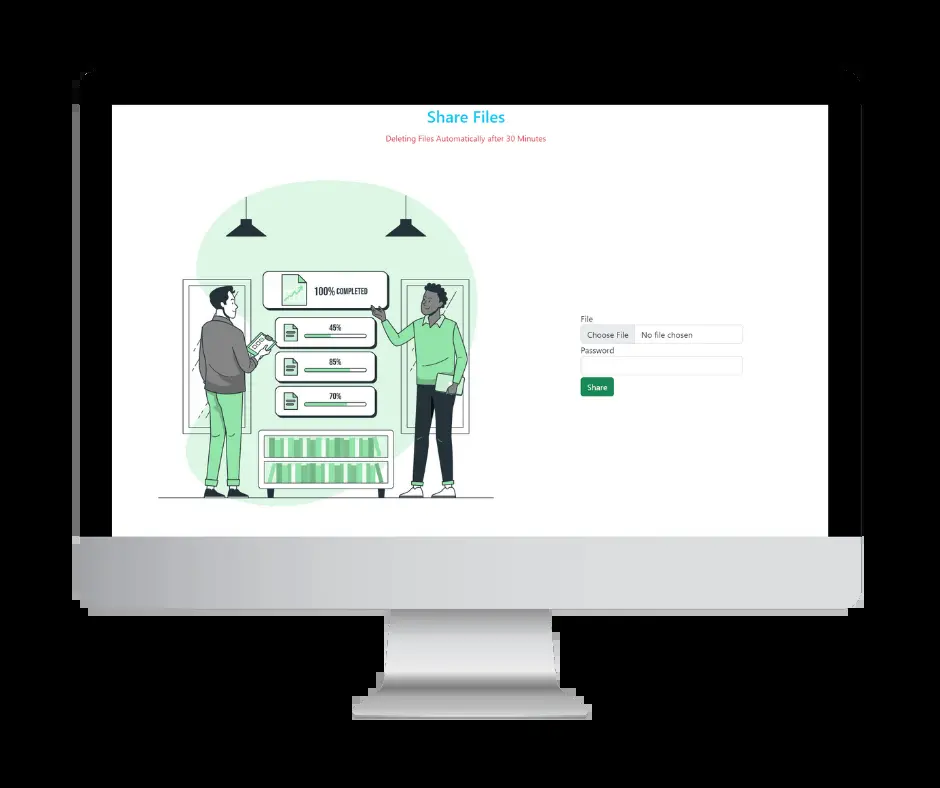 Share Files
Deleting Files Automatically after 30 Minutes
100% COMPLETED
45%
85%
70%
File
Choose File No file chosen
Password
Share